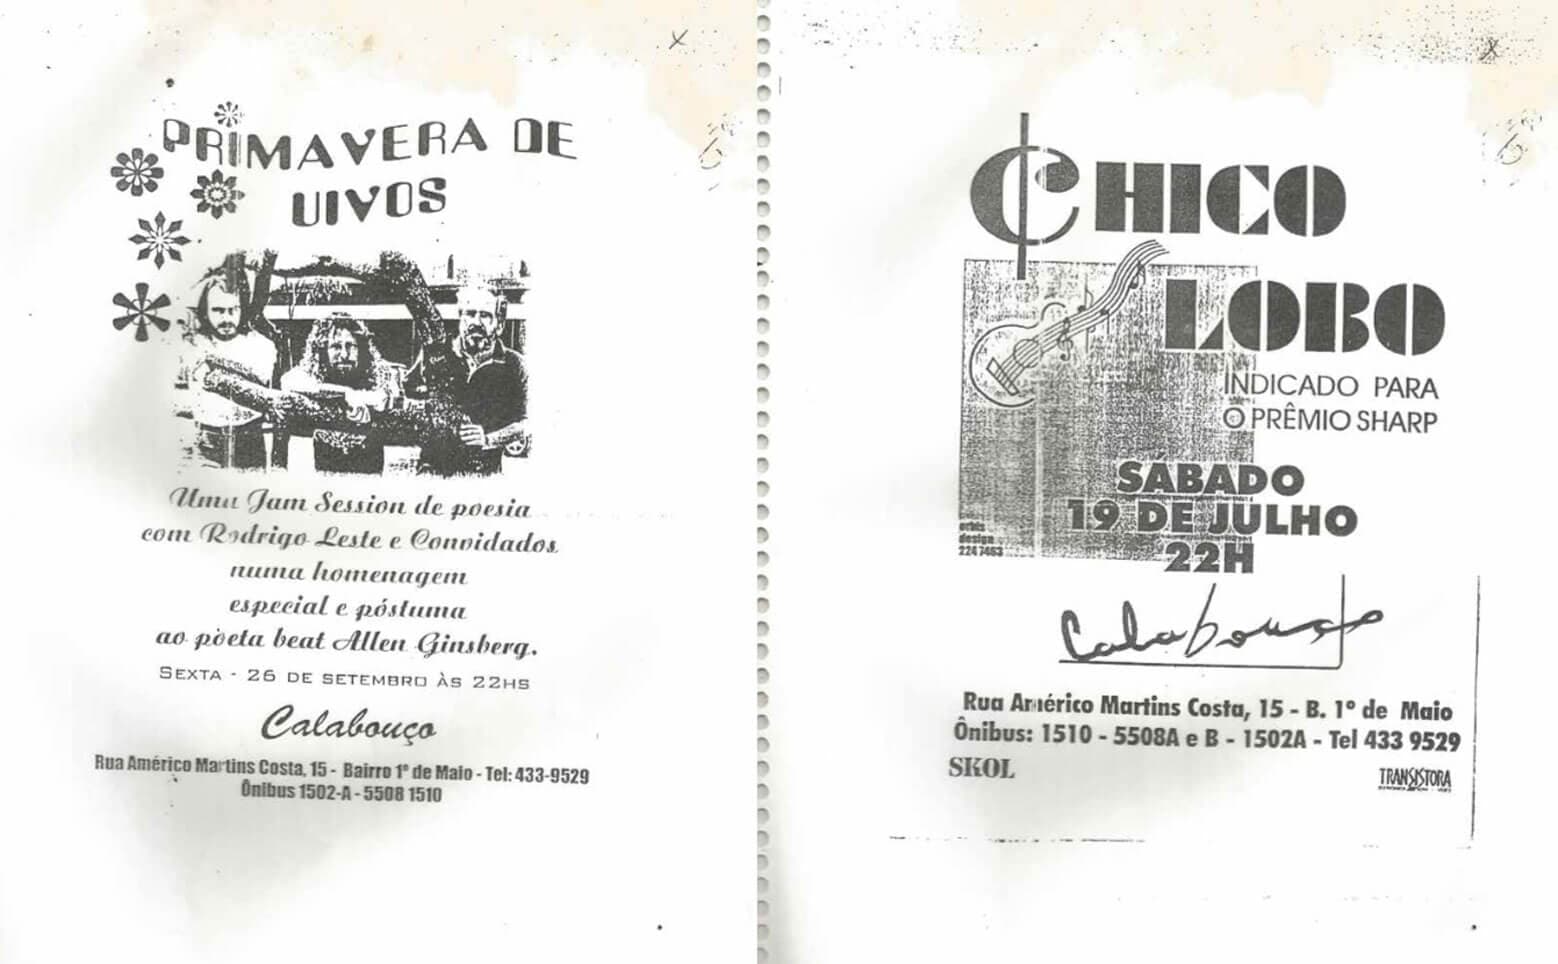 PRIMAVERA DE
UIVOS
Uma Jam Session de poesia
com Rodrigo Leste e Convidados
numa homenagem
especial e póstuma
ao poeta beat Allen Ginsberg.
SEXTA - 26 DE SETEMBRO ÀS 22HS
Calabouço
Rua Américo Martins Costa, 15 - Bairro 1º de Maio - Tel: 433-9529
Ônibus 1502-A - 5508 1510
CHICO
LOBO
INDICADO PARA
O PRÊMIO SHARP
SÁBADO
19 DE JULHO
22H
design
224 7463
Calabouço
Rua Américo Martins Costa, 15 - B. 1º de Maio
Ônibus: 1510 - 5508A e B - 1502A - Tel 433 9529
SKOL
TRANSISTORA